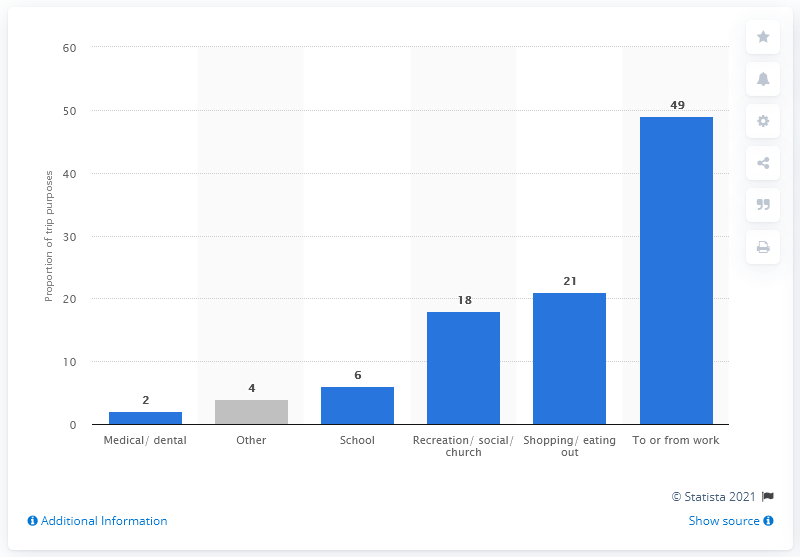 60
50
40
30
20
10
0
Proportion of trip purposes
2
4
6
18
21
49
Medical/ dental
Other
School
Recreation/ social/
church
Shopping/ eating
out
To or from work
© Statista 2021
Additional Information
Show source